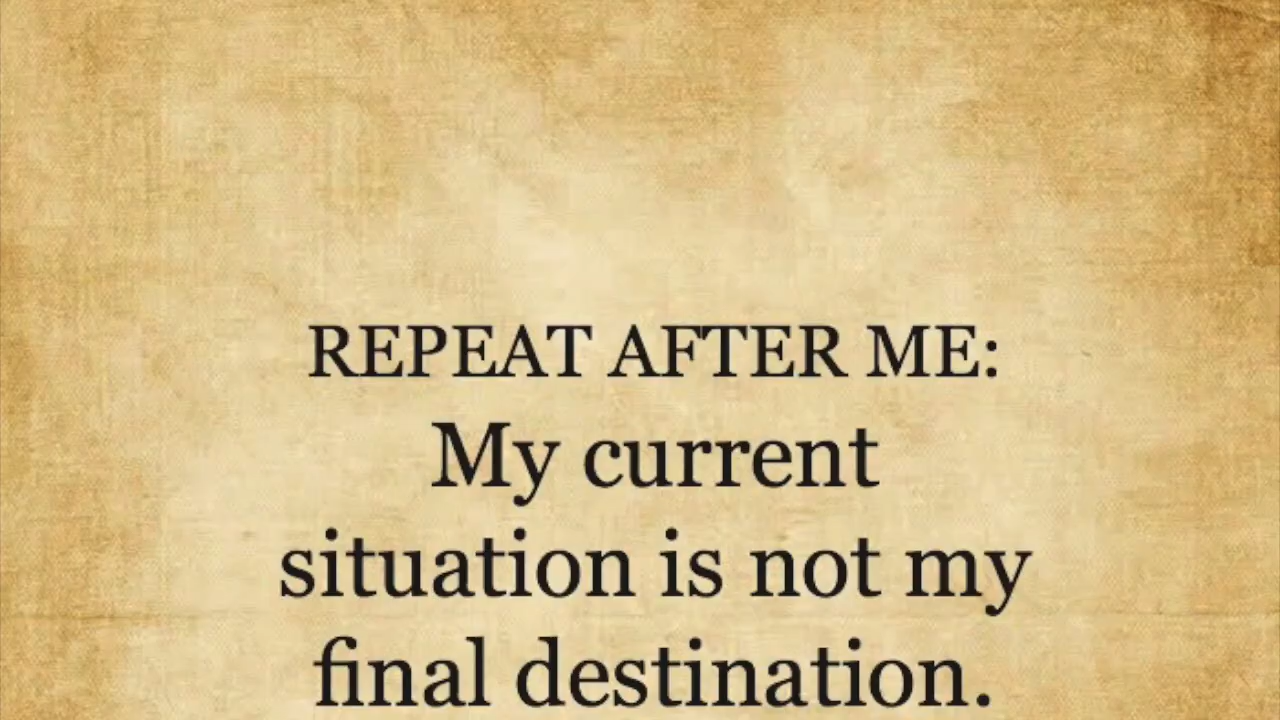 REPEAT AFTER ME:
My current
situation is not my
final destination.